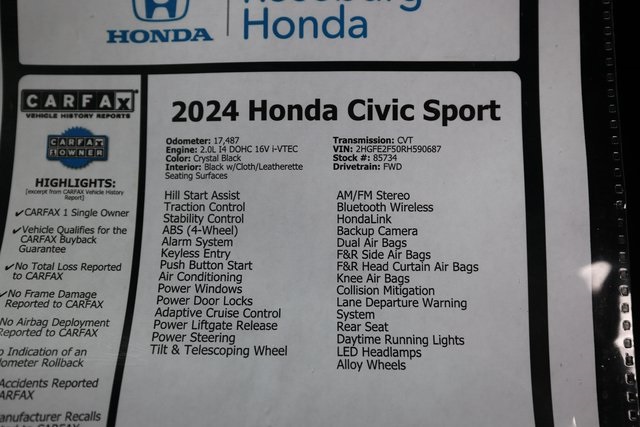 HONDA
Roseburg
Honda
CARFAX
VEHICLE HISTORY REPORTS
CARFAX
1 OWNER
HIGHLIGHTS:
[excerpt from CARFAX Vehicle History
Report]
✓CARFAX 1 Single Owner
✓Vehicle Qualifies for the
CARFAX Buyback
Guarantee
✓No Total Loss Reported
to CARFAX
✓No Frame Damage
Reported to CARFAX
No Airbag Deployment
Reported to CARFAX
Indication of an
Rollback
Accidents Reported
CARFAX
Recalls
2024 Honda Civic Sport
Odometer: 17,487
Engine: 2.0L I4 DOHC 16V i-VTEC
Color: Crystal Black
Interior: Black w/Cloth/Leatherette
Seating Surfaces
Transmission: CVT
VIN: 2HGFE2F50RH590687
Stock #: 85734
Drivetrain: FWD
Hill Start Assist
Traction Control
Stability Control
ABS (4-Wheel)
Alarm System
Keyless Entry
Push Button Start
Air Conditioning
Power Windows
Power Door Locks
Adaptive Cruise Control
Power Liftgate Release
Power Steering
Tilt & Telescoping Wheel
AM/FM Stereo
Bluetooth Wireless
HondaLink
Backup Camera
Dual Air Bags
F&R Side Air Bags
F&R Head Curtain Air Bags
Knee Air Bags
Collision Mitigation
Lane Departure Warning
System
Rear Seat
Daytime Running Lights
LED Headlamps
Alloy Wheels